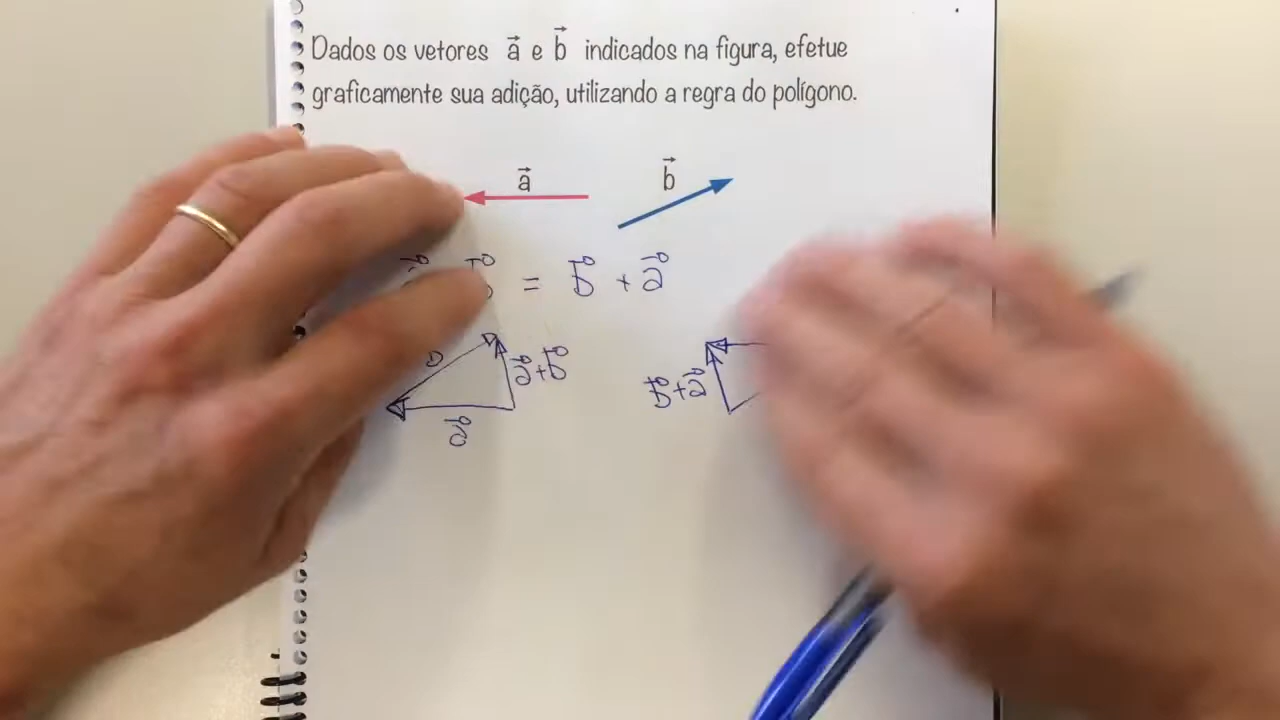 Dados os vetores a⃗ e b⃗ indicados na figura, efetue
graficamente sua adição, utilizando a regra do polígono.
a⃗ b⃗
= b⃗ + a⃗
a⃗+b⃗ b⃗+a⃗
a⃗